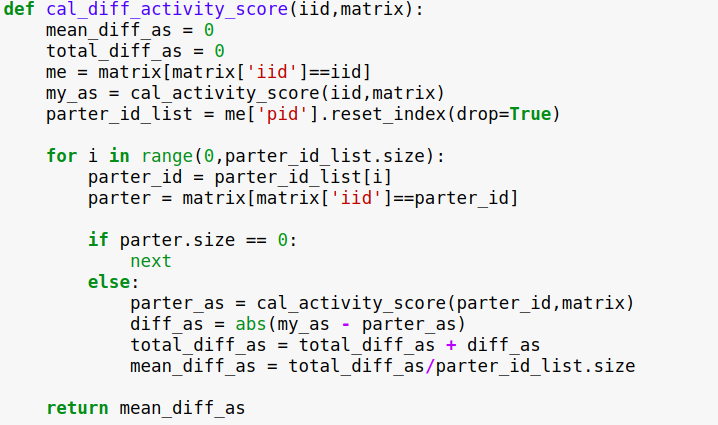 def cal_diff_activity_score(iid,matrix):
    mean_diff_as = 0
    total_diff_as = 0
    me = matrix[matrix['iid']==iid]
    my_as = cal_activity_score(iid,matrix)
    parter_id_list = me['pid'].reset_index(drop=True)

    for i in range(0,parter_id_list.size):
        parter_id = parter_id_list[i]
        parter = matrix[matrix['iid']==parter_id]

        if parter.size == 0:
            next
        else:
            parter_as = cal_activity_score(parter_id,matrix)
            diff_as = abs(my_as - parter_as)
            total_diff_as = total_diff_as + diff_as
            mean_diff_as = total_diff_as/parter_id_list.size

    return mean_diff_as